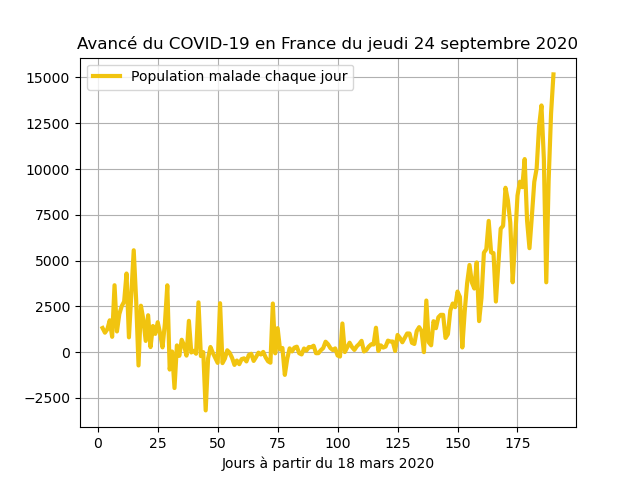 Avancé du COVID-19 en France du jeudi 24 septembre 2020
Population malade chaque jour
15000
12500
10000
7500
5000
2500
0
−2500
0 25 50 75 100 125 150 175
Jours à partir du 18 mars 2020